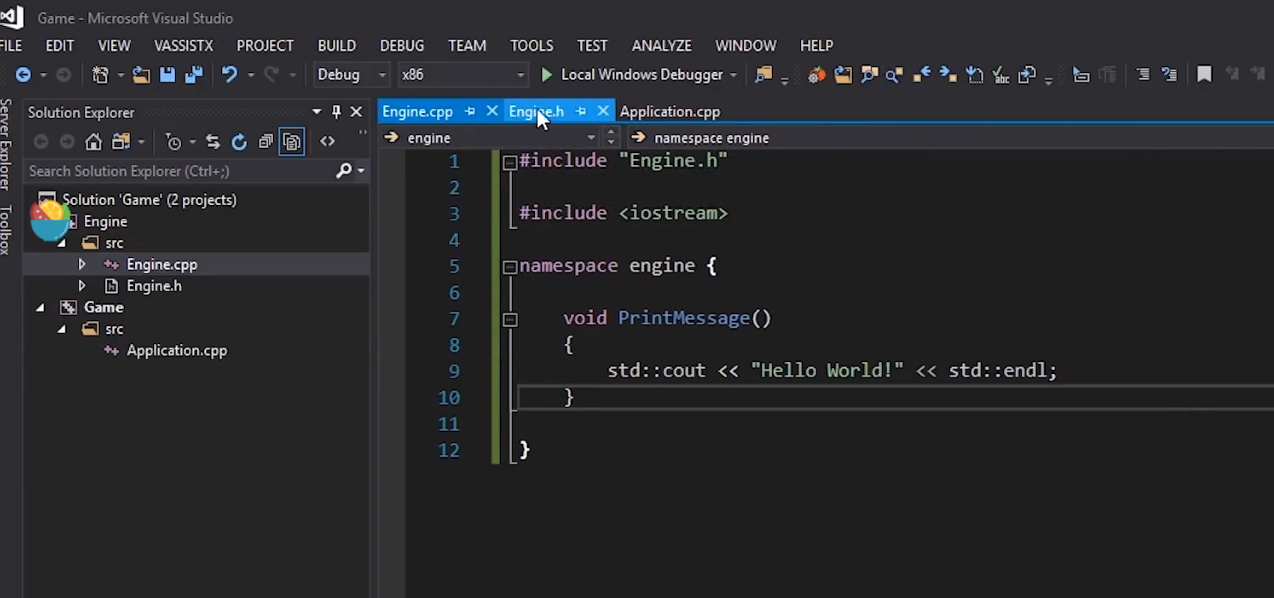 Game - Microsoft Visual Studio
FILE EDIT VIEW VASSISTX PROJECT BUILD DEBUG TEAM TOOLS TEST ANALYZE WINDOW HELP
Debug x86 Local Windows Debugger
Server Explorer
Toolbox
Solution Explorer
Search Solution Explorer (Ctrl+;)
Solution 'Game' (2 projects)
Engine
src
Engine.cpp
Engine.h
Game
src
Application.cpp
Engine.cpp Engine.h Application.cpp
engine namespace engine
1 #include "Engine.h"
2
3 #include <iostream>
4
5 namespace engine {
6
7 void PrintMessage()
8 {
9 std::cout << "Hello World!" << std::endl;
10 }
11
12 }